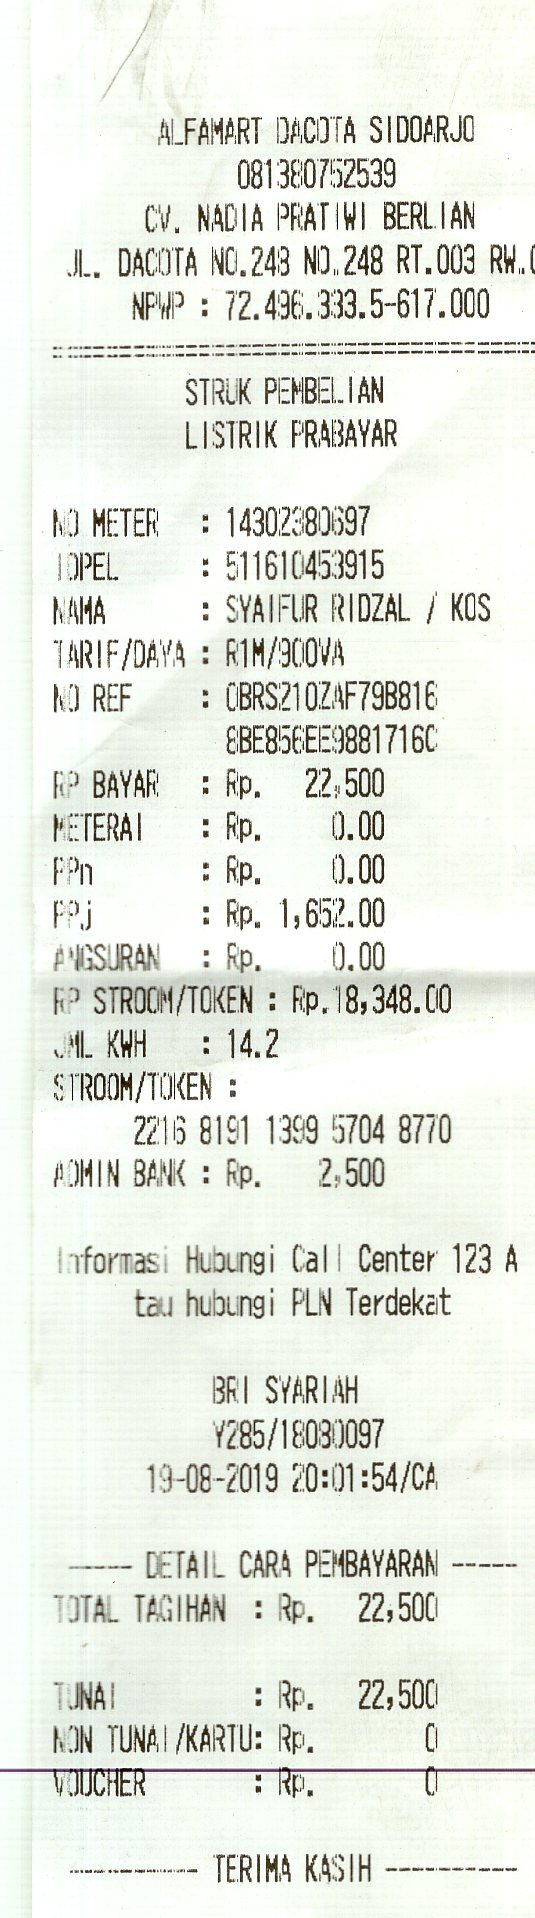 ALFAMART DACOTA SIDOARJO
081380752539
CV. NADIA PRATIWI BERLIAN
JL. DACOTA NO.248 NO.248 RT.003 RW.0
NPWP : 72.496.333.5-617.000
STRUK PEMBELIAN
LISTRIK PRABAYAR
NO METER : 14302380697
IDPEL : 511610453915
NAMA : SYAIFUR RIDZAL / KOS
TARIF/DAYA : R1M/900VA
NO REF : 0BRS210ZAF79B816
8BE856EE9881716C
RP BAYAR : Rp. 22,500
METERAI : Rp. 0.00
PPn : Rp. 0.00
PPj : Rp. 1,652.00
ANGSURAN : Rp. 0.00
RP STROOM/TOKEN : Rp.18,348.00
JML KWH : 14.2
STROOM/TOKEN :
2216 8191 1399 5704 8770
ADMIN BANK : Rp. 2,500
Informasi Hubungi Call Center 123 A
tau hubungi PLN Terdekat
BRI SYARIAH
Y285/18080097
19-08-2019 20:01:54/CA
----- DETAIL CARA PEMBAYARAN -----
TOTAL TAGIHAN : Rp. 22,500
TUNAI : Rp. 22,500
NON TUNAI/KARTU: Rp. 0
VOUCHER : Rp. 0
---------- TERIMA KASIH ----------